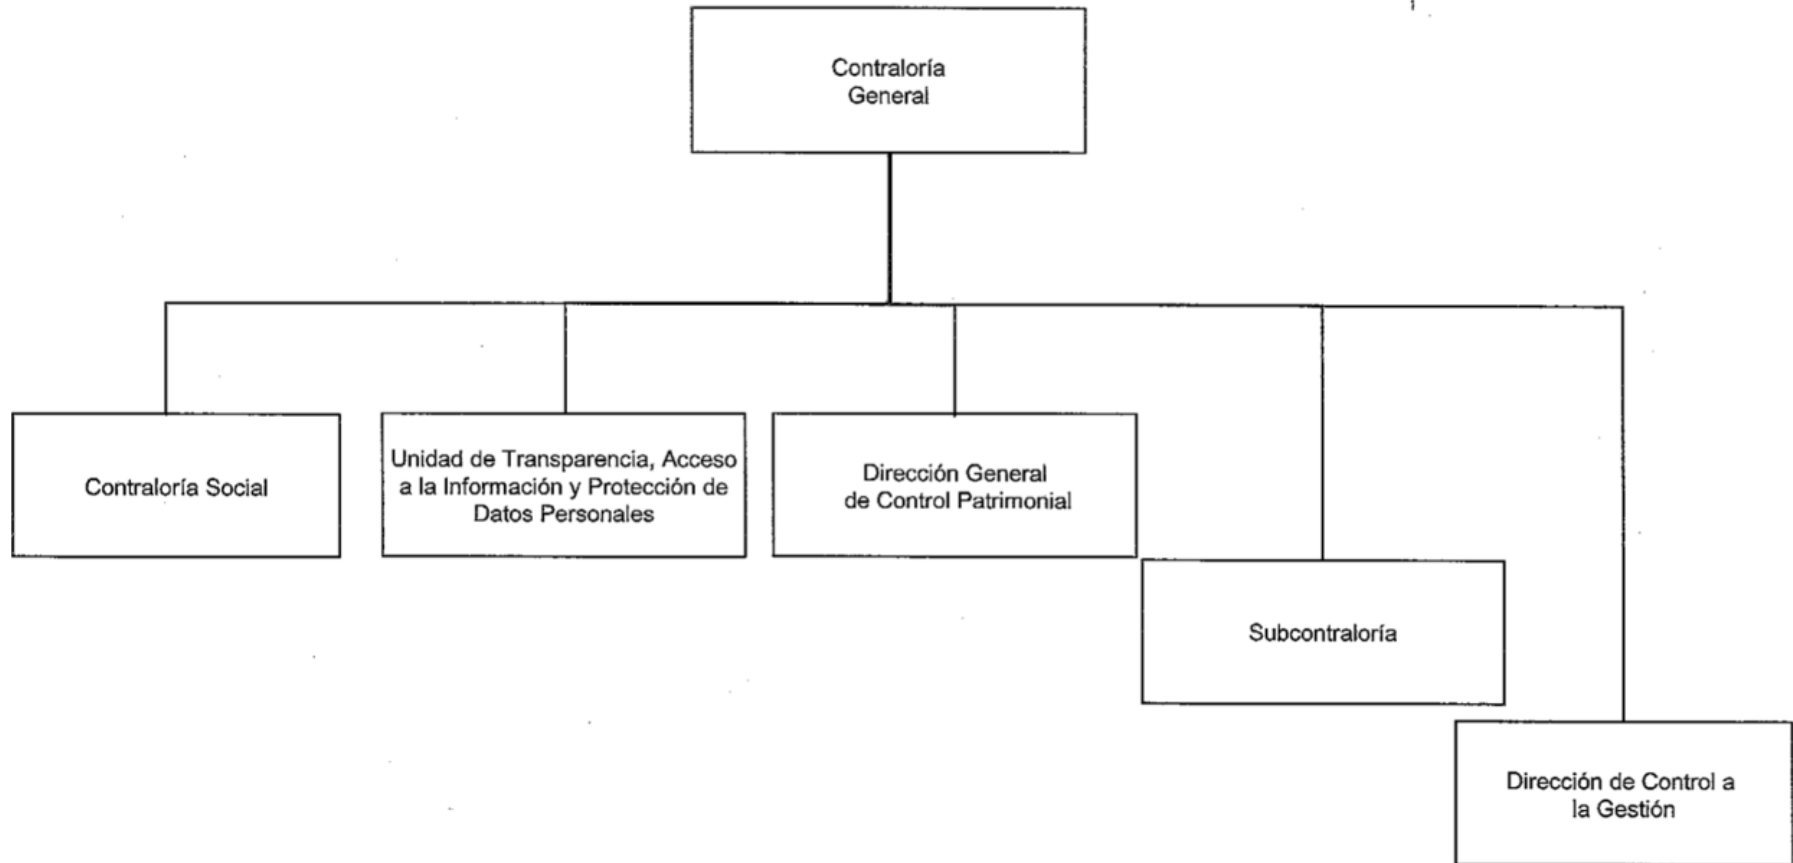 Contraloría
General
Contraloría Social
Unidad de Transparencia, Acceso
a la Información y Protección de
Datos Personales
Dirección General
de Control Patrimonial
Subcontraloría
Dirección de Control a
la Gestión